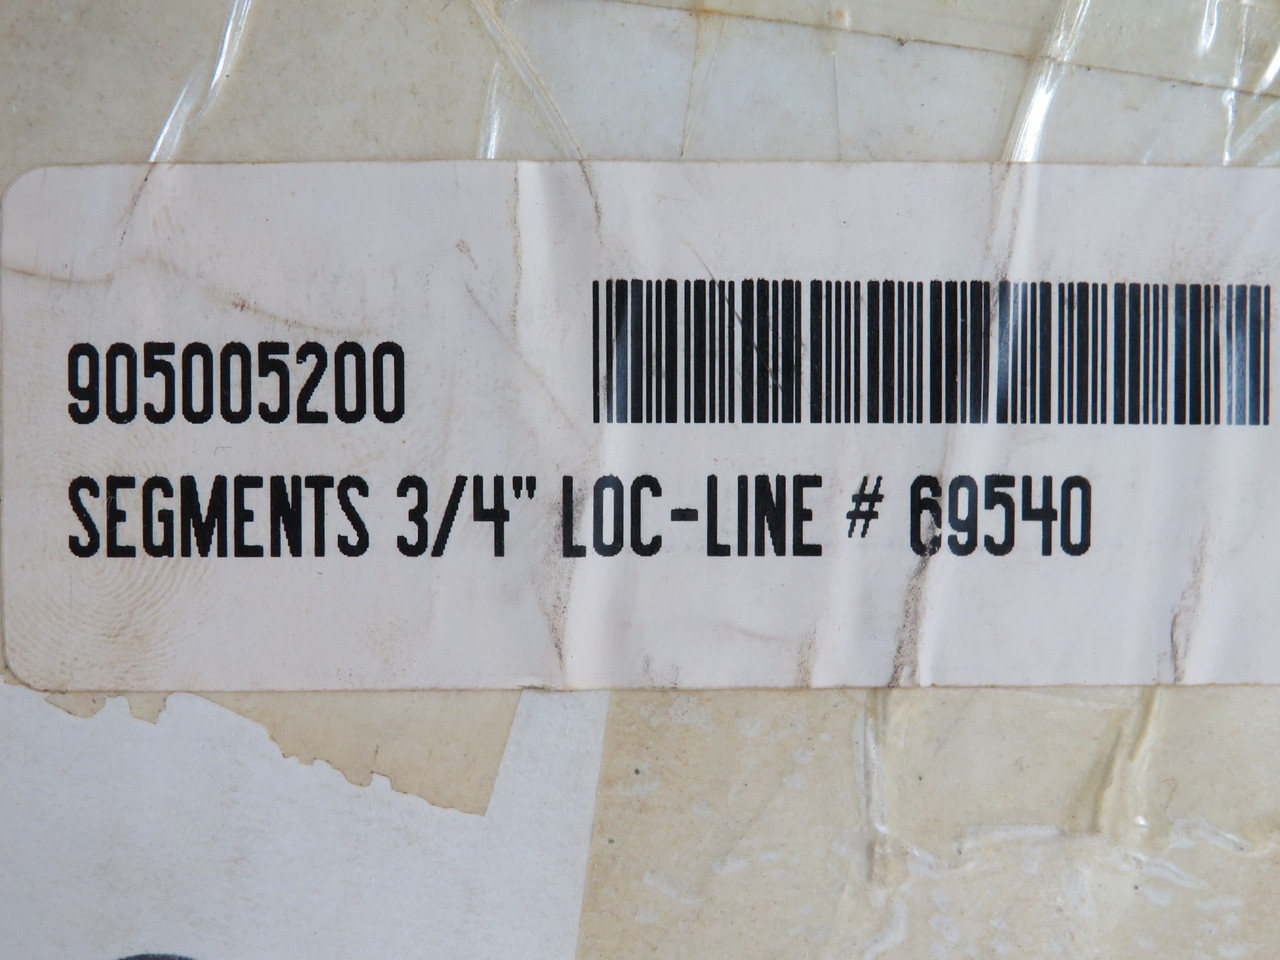 905005200
SEGMENTS 3/4" LOC-LINE # 69540